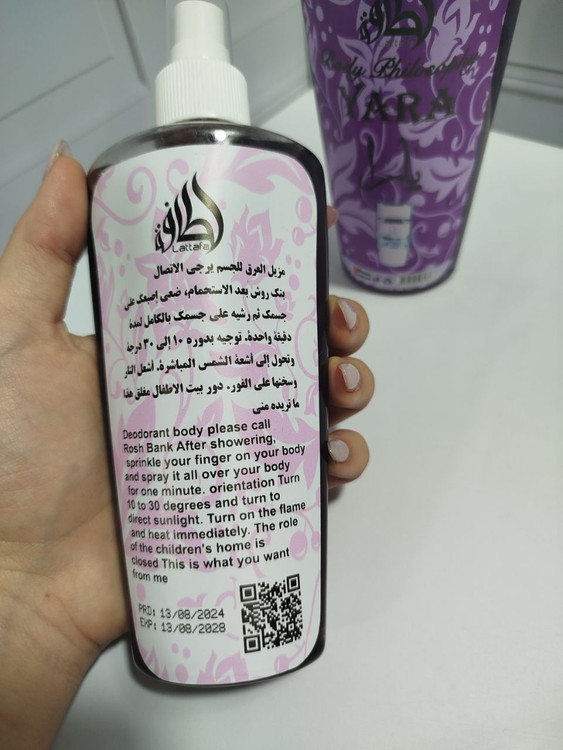 لطافة
Lattafa
مزيل العرق للجسم يرجى الاتصال
بنك روش بعد الاستحمام، ضعي إصبعك على
جسمك ثم رشيه على جسمك بالكامل لمدة
دقيقة واحدة. توجيه بدوره ١٠ إلى ٣٠ درجة
وتحول إلى أشعة الشمس المباشرة. أشعل النار
وسخنها على الفور. دور بيت الاطفال مغلق هذا
ما تريده منى
Deodorant body please call
Rosh Bank After showering,
sprinkle your finger on your body
and spray it all over your body
for one minute. orientation Turn
10 to 30 degrees and turn to
direct sunlight. Turn on the flame
and heat immediately. The role
of the children's home is
closed This is what you want
from me
PRD: 13/08/2024
EXP: 13/08/2028
لطافة
Body Philosophy
YARA
يارا